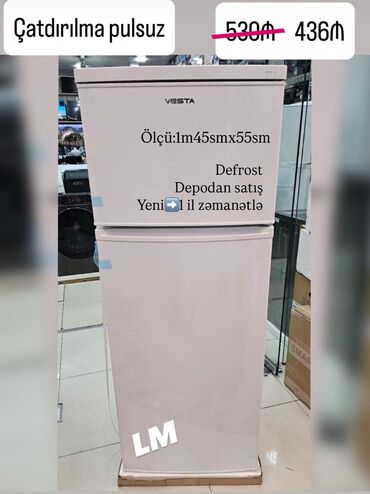 Çatdırılma pulsuz
530₼ 436₼
VESTA
Ölçü:1m45smx55sm
Defrost
Depodan satış
Yeni➡️1 il zəmanətlə
LM